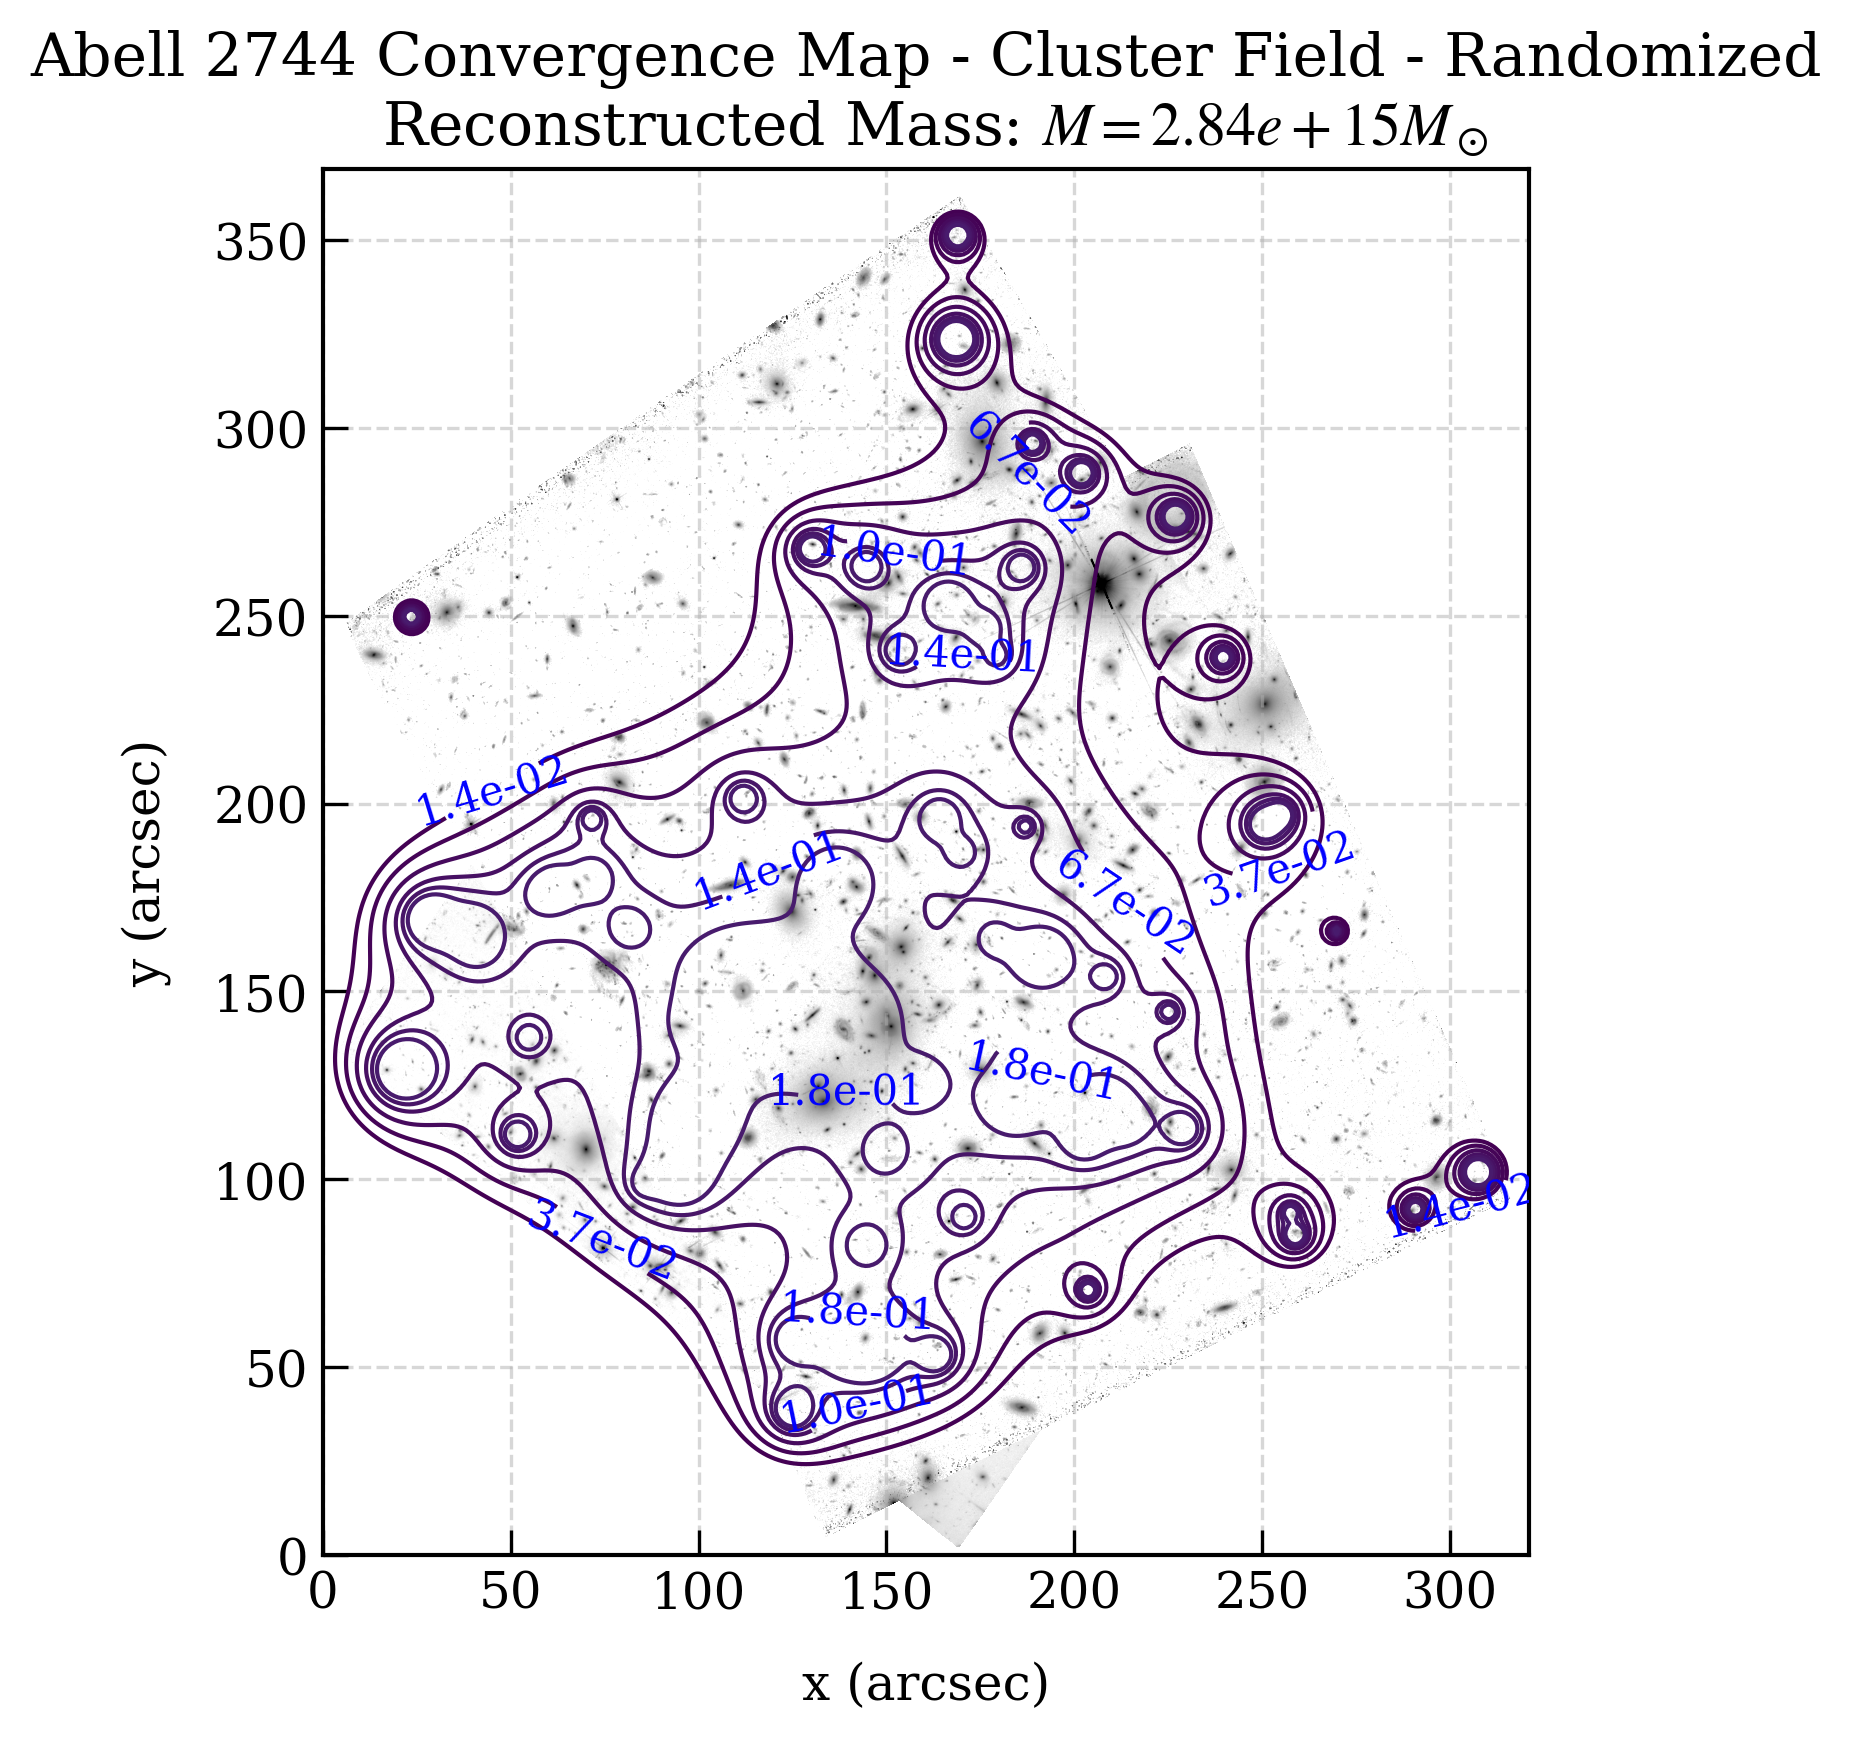 Abell 2744 Convergence Map - Cluster Field - Randomized
Reconstructed Mass: M = 2.84e + 15M⊙
350
300
250
200
150
100
50
0
y (arcsec)
6.7e-02
1.0e-01
1.4e-01
1.4e-02
1.4e-01
6.7e-02
3.7e-02
1.8e-01
1.8e-01
3.7e-02
1.4e-02
1.8e-01
1.0e-01
0
50
100
150
200
250
300
x (arcsec)